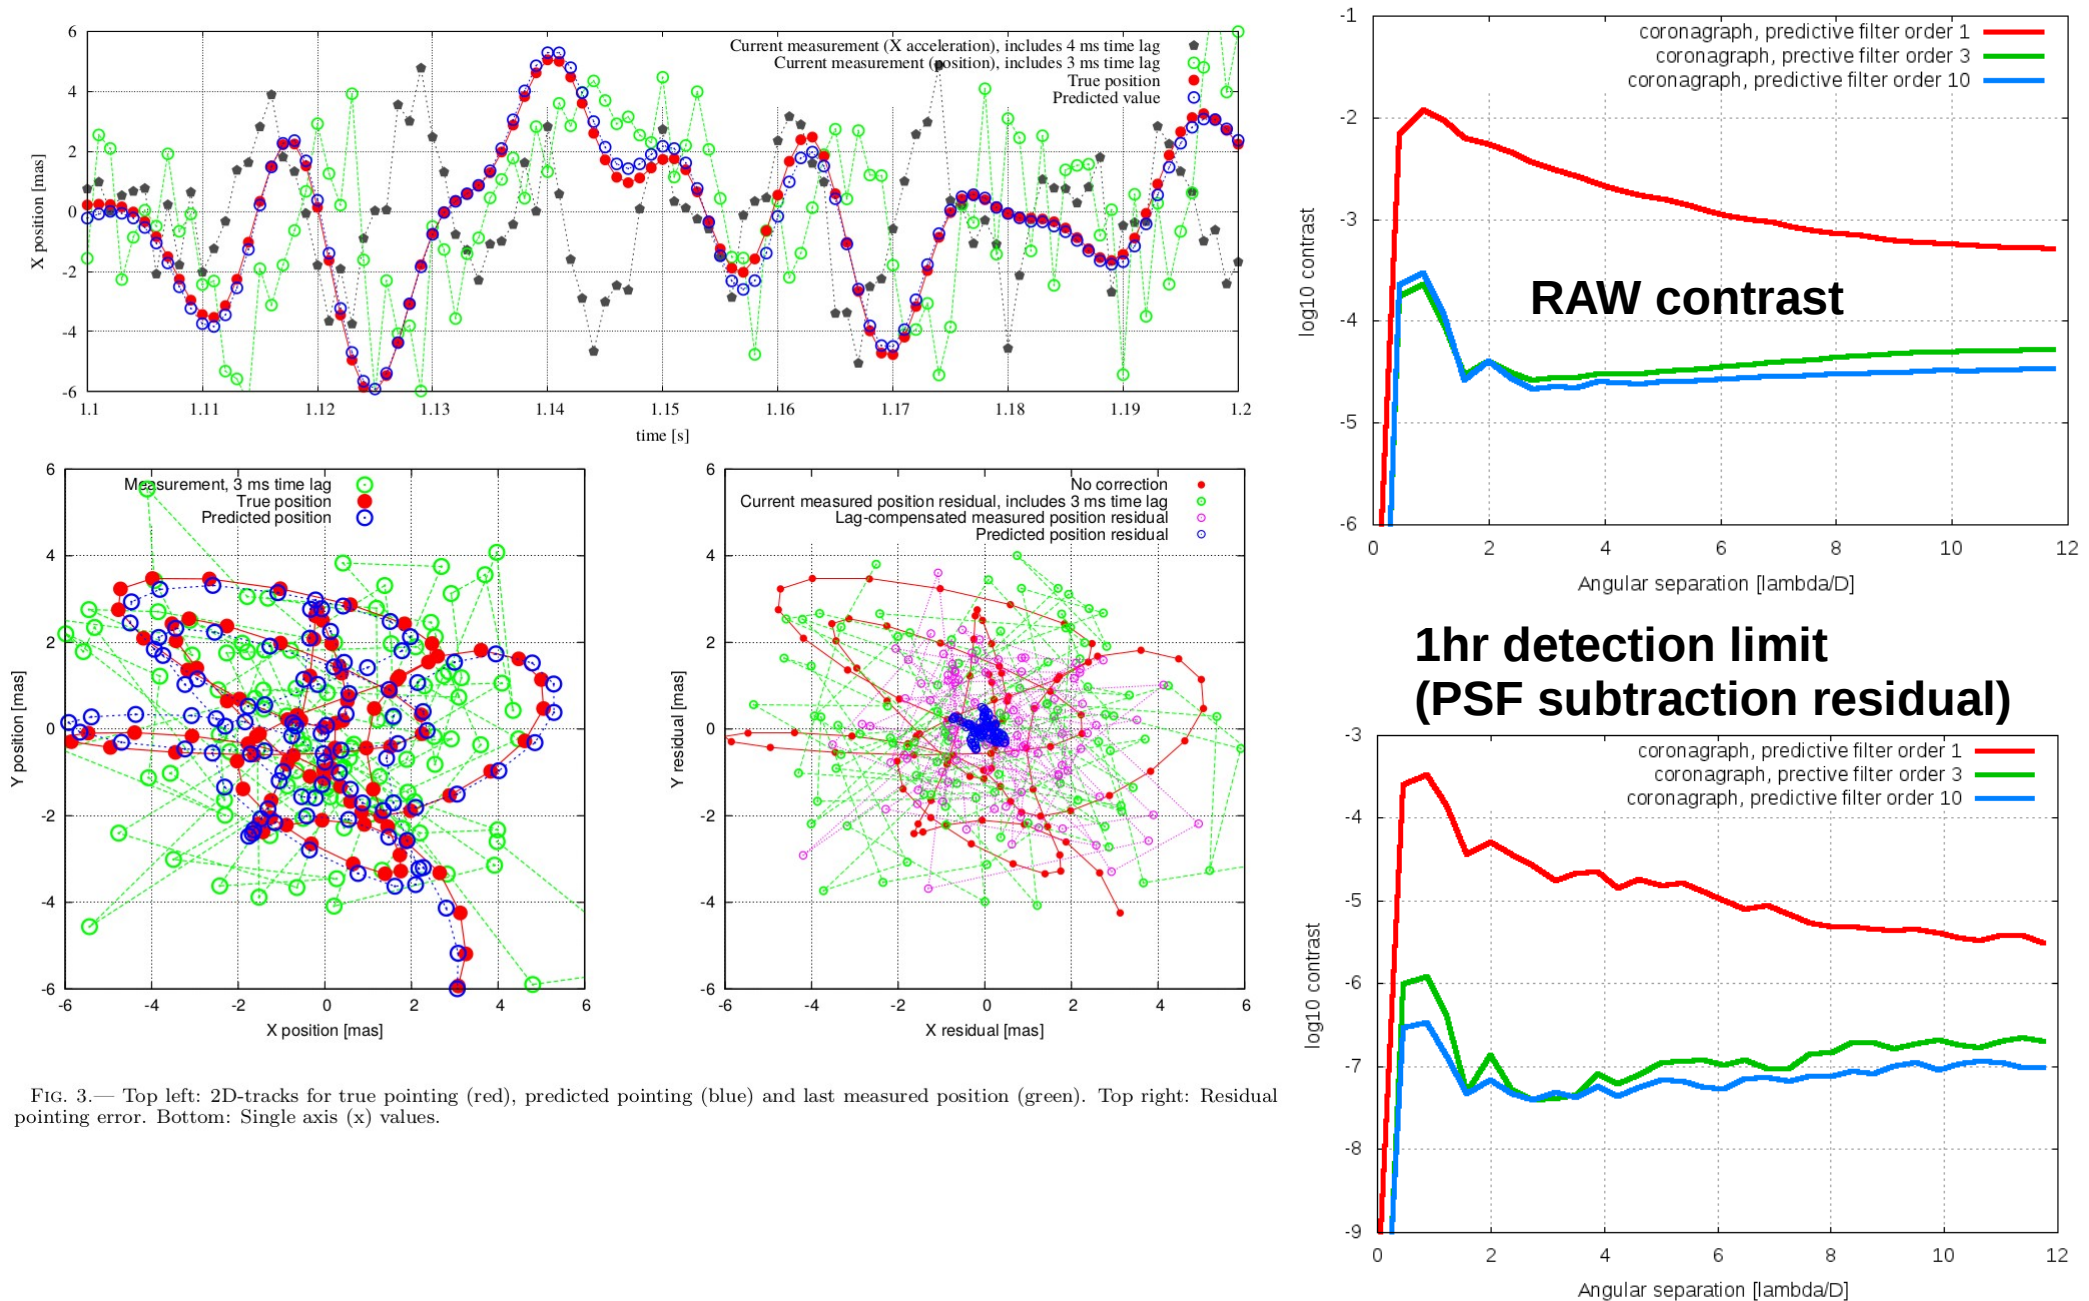 Current measurement (X acceleration), includes 4 ms time lag
Current measurement (position), includes 3 ms time lag
True position
Predicted value
6
4
2
0
-2
-4
-6
X position [mas]
1.1 1.11 1.12 1.13 1.14 1.15 1.16 1.17 1.18 1.19 1.2
time [s]
Measurement, 3 ms time lag
True position
Predicted position
6
4
2
0
-2
-4
-6
Y position [mas]
-6 -4 -2 0 2 4 6
X position [mas]
No correction
Current measured position residual, includes 3 ms time lag
Lag-compensated measured position residual
Predicted position residual
6
4
2
0
-2
-4
-6
Y residual [mas]
-6 -4 -2 0 2 4 6
X residual [mas]
FIG. 3.— Top left: 2D-tracks for true pointing (red), predicted pointing (blue) and last measured position (green). Top right: Residual
pointing error. Bottom: Single axis (x) values.
coronagraph, predictive filter order 1
coronagraph, prective filter order 3
coronagraph, predictive filter order 10
-1
-2
-3
-4
-5
-6
log10 contrast
RAW contrast
0 2 4 6 8 10 12
Angular separation [lambda/D]
1hr detection limit
(PSF subtraction residual)
coronagraph, predictive filter order 1
coronagraph, prective filter order 3
coronagraph, predictive filter order 10
-3
-4
-5
-6
-7
-8
-9
log10 contrast
0 2 4 6 8 10 12
Angular separation [lambda/D]